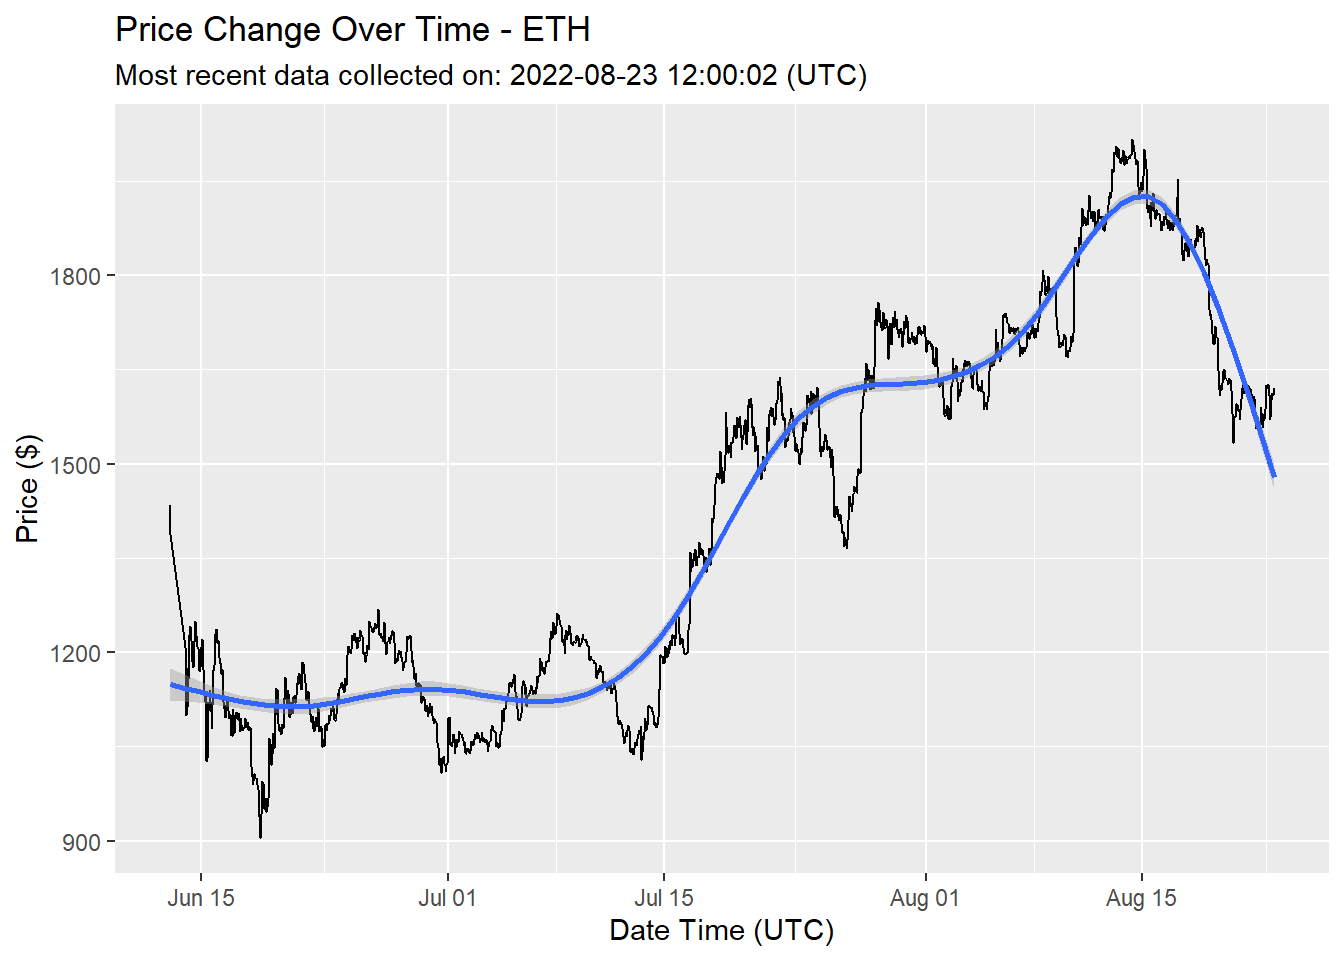 Price Change Over Time - ETH
Most recent data collected on: 2022-08-23 12:00:02 (UTC)
Price ($)
1800
1500
1200
900
Jun 15
Jul 01
Jul 15
Aug 01
Aug 15
Date Time (UTC)